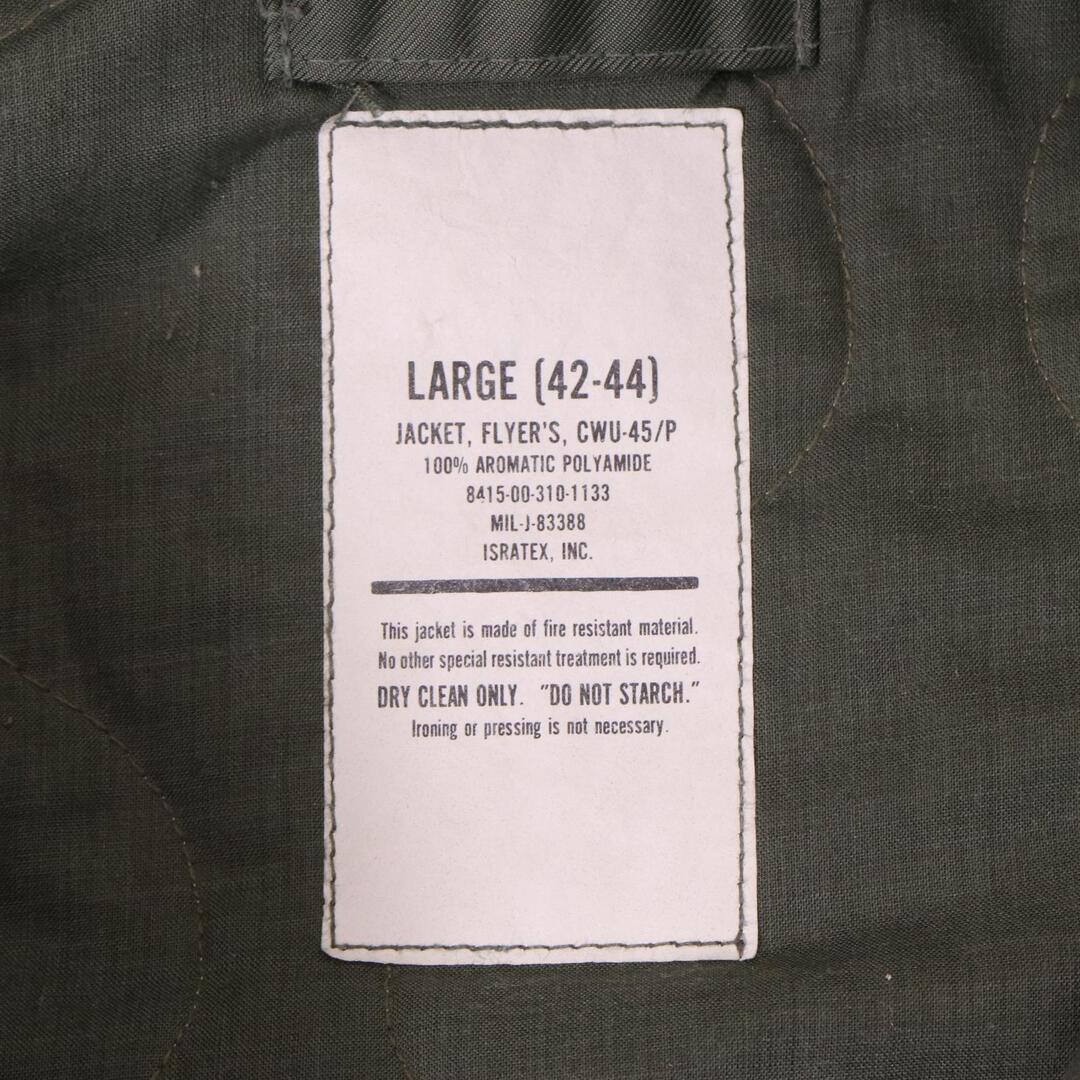 LARGE (42-44)
JACKET, FLYER'S, CWU-45/P
100% AROMATIC POLYAMIDE
8415-00-310-1133
MIL-J-83388
ISRATEX, INC.
This jacket is made of fire resistant material.
No other special resistant treatment is required.
DRY CLEAN ONLY. "DO NOT STARCH."
Ironing or pressing is not necessary.